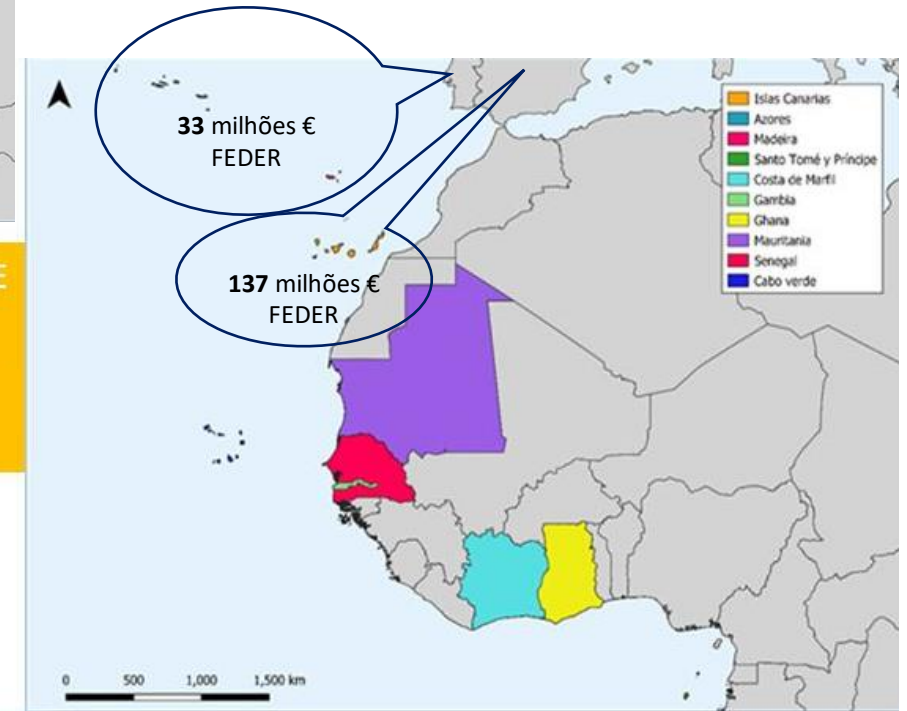 33 milhões €
FEDER
137 milhões €
FEDER
E
Islas Canarias
Azores
Madeira
Santo Tomé y Príncipe
Costa de Marfil
Gambia
Ghana
Mauritania
Senegal
Cabo verde
0 500 1,000 1,500 km